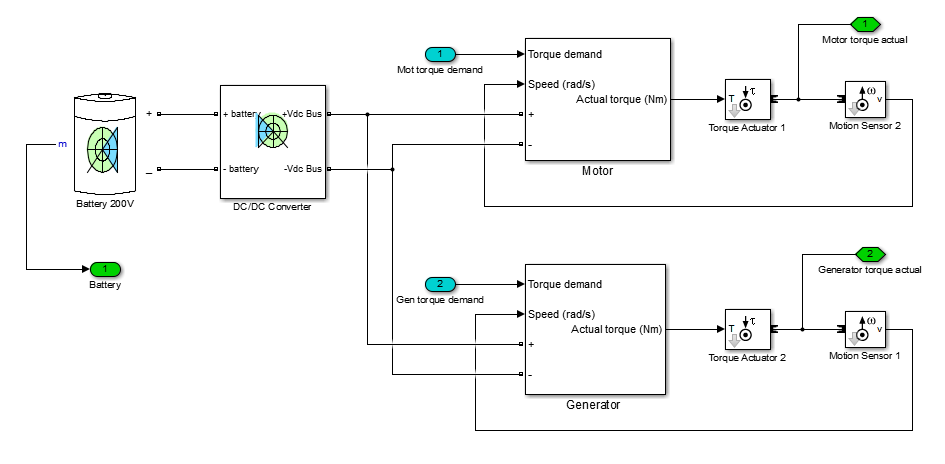 1
Motor torque actual
1
Mot torque demand
Torque demand
Speed (rad/s)
Actual torque (Nm)
+
-
Motor
T
τ
Torque Actuator 1
ω
v
Motion Sensor 2
m
+
_
Battery 200V
+ batter
- battery
+Vdc Bus
-Vdc Bus
DC/DC Converter
1
Battery
2
Generator torque actual
2
Gen torque demand
Torque demand
Speed (rad/s)
Actual torque (Nm)
+
-
Generator
T
τ
Torque Actuator 2
ω
v
Motion Sensor 1